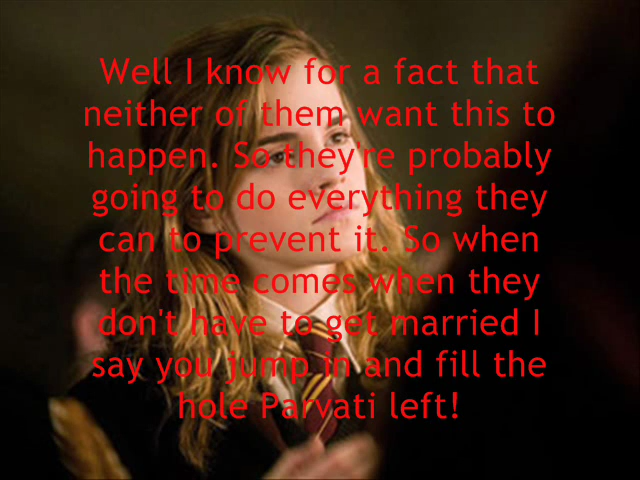 Well I know for a fact that
neither of them want this to
happen. So they're probably
going to do everything they
can to prevent it. So when
the time comes when they
don't have to get married I
say you jump in and fill the
hole Parvati left!